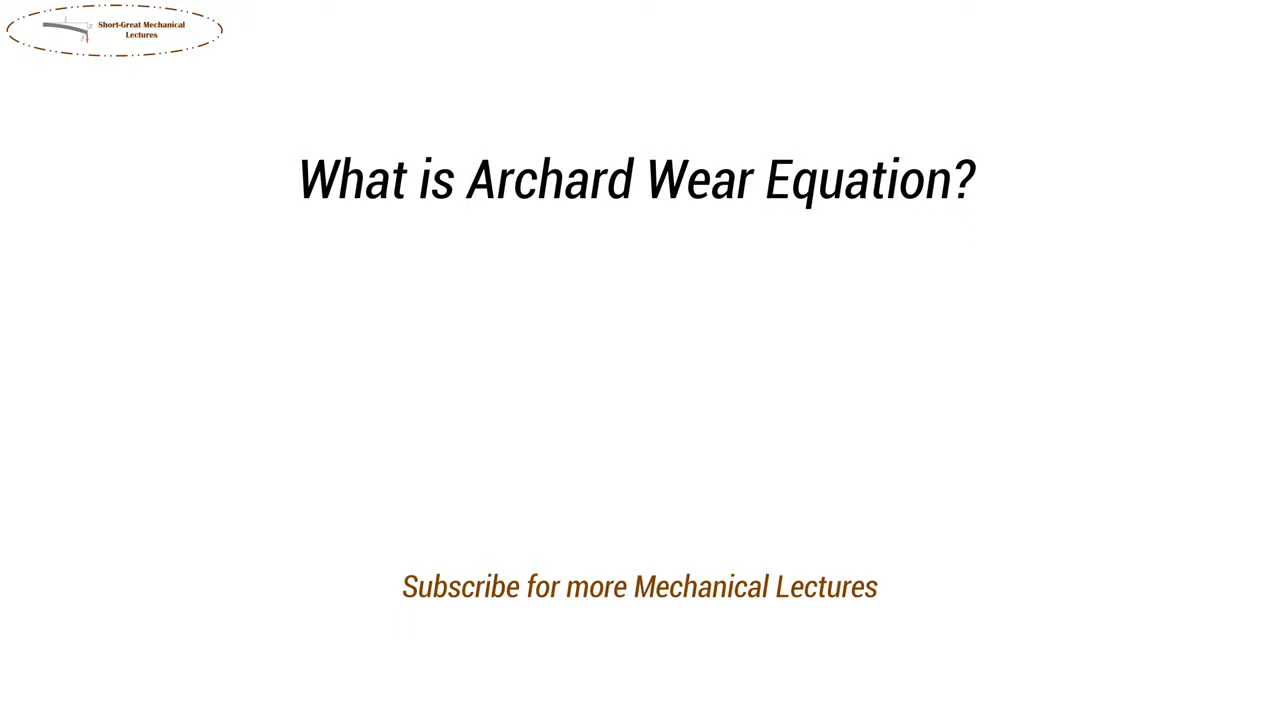 Short-Great Mechanical
Lectures
What is Archard Wear Equation?
Subscribe for more Mechanical Lectures